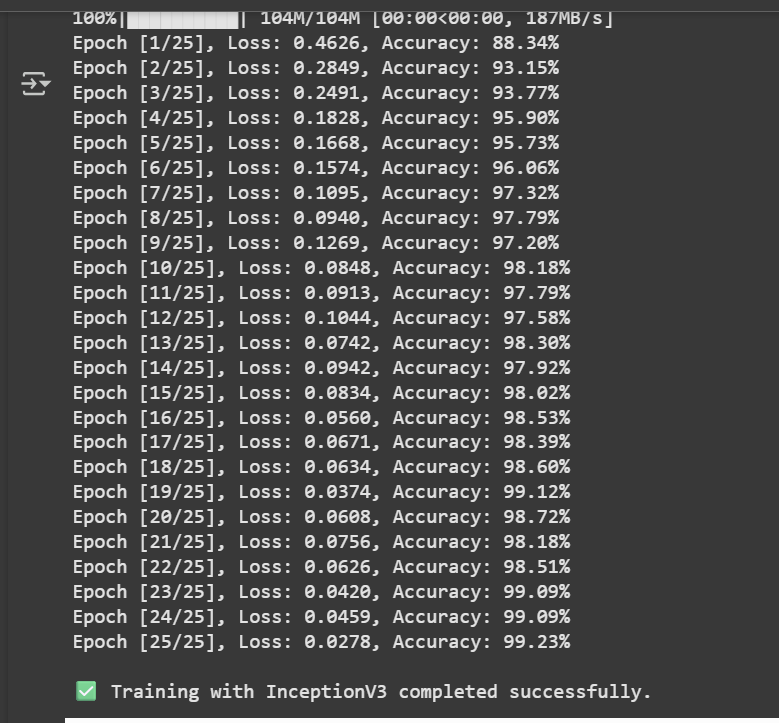 100%|██████████| 104M/104M [00:00<00:00, 187MB/s]
Epoch [1/25], Loss: 0.4626, Accuracy: 88.34%
Epoch [2/25], Loss: 0.2849, Accuracy: 93.15%
Epoch [3/25], Loss: 0.2491, Accuracy: 93.77%
Epoch [4/25], Loss: 0.1828, Accuracy: 95.90%
Epoch [5/25], Loss: 0.1668, Accuracy: 95.73%
Epoch [6/25], Loss: 0.1574, Accuracy: 96.06%
Epoch [7/25], Loss: 0.1095, Accuracy: 97.32%
Epoch [8/25], Loss: 0.0940, Accuracy: 97.79%
Epoch [9/25], Loss: 0.1269, Accuracy: 97.20%
Epoch [10/25], Loss: 0.0848, Accuracy: 98.18%
Epoch [11/25], Loss: 0.0913, Accuracy: 97.79%
Epoch [12/25], Loss: 0.1044, Accuracy: 97.58%
Epoch [13/25], Loss: 0.0742, Accuracy: 98.30%
Epoch [14/25], Loss: 0.0942, Accuracy: 97.92%
Epoch [15/25], Loss: 0.0834, Accuracy: 98.02%
Epoch [16/25], Loss: 0.0560, Accuracy: 98.53%
Epoch [17/25], Loss: 0.0671, Accuracy: 98.39%
Epoch [18/25], Loss: 0.0634, Accuracy: 98.60%
Epoch [19/25], Loss: 0.0374, Accuracy: 99.12%
Epoch [20/25], Loss: 0.0608, Accuracy: 98.72%
Epoch [21/25], Loss: 0.0756, Accuracy: 98.18%
Epoch [22/25], Loss: 0.0626, Accuracy: 98.51%
Epoch [23/25], Loss: 0.0420, Accuracy: 99.09%
Epoch [24/25], Loss: 0.0459, Accuracy: 99.09%
Epoch [25/25], Loss: 0.0278, Accuracy: 99.23%
✅ Training with InceptionV3 completed successfully.